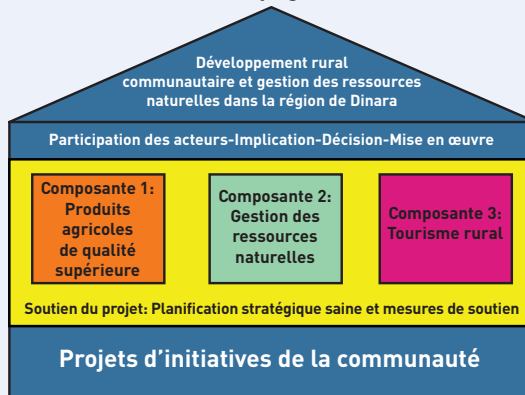 Développement rural
communautaire et gestion des ressources
naturelles dans la région de Dinara
Participation des acteurs-Implication-Décision-Mise en œuvre
Composante 1:
Produits
agricoles
de qualité
supérieure
Composante 2:
Gestion des
ressources
naturelles
Composante 3:
Tourisme rural
Soutien du projet: Planification stratégique saine et mesures de soutien
Projets d’initiatives de la communauté